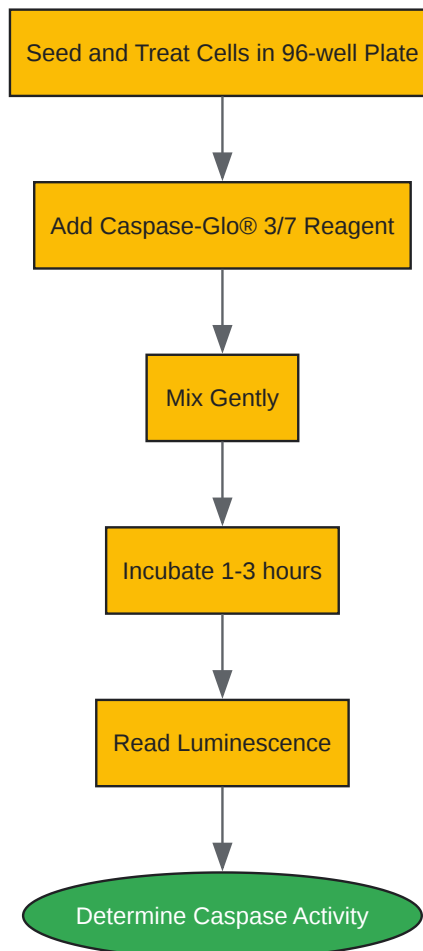 Seed and Treat Cells in 96-well Plate
Add Caspase-Glo® 3/7 Reagent
Mix Gently
Incubate 1-3 hours
Read Luminescence
Determine Caspase Activity